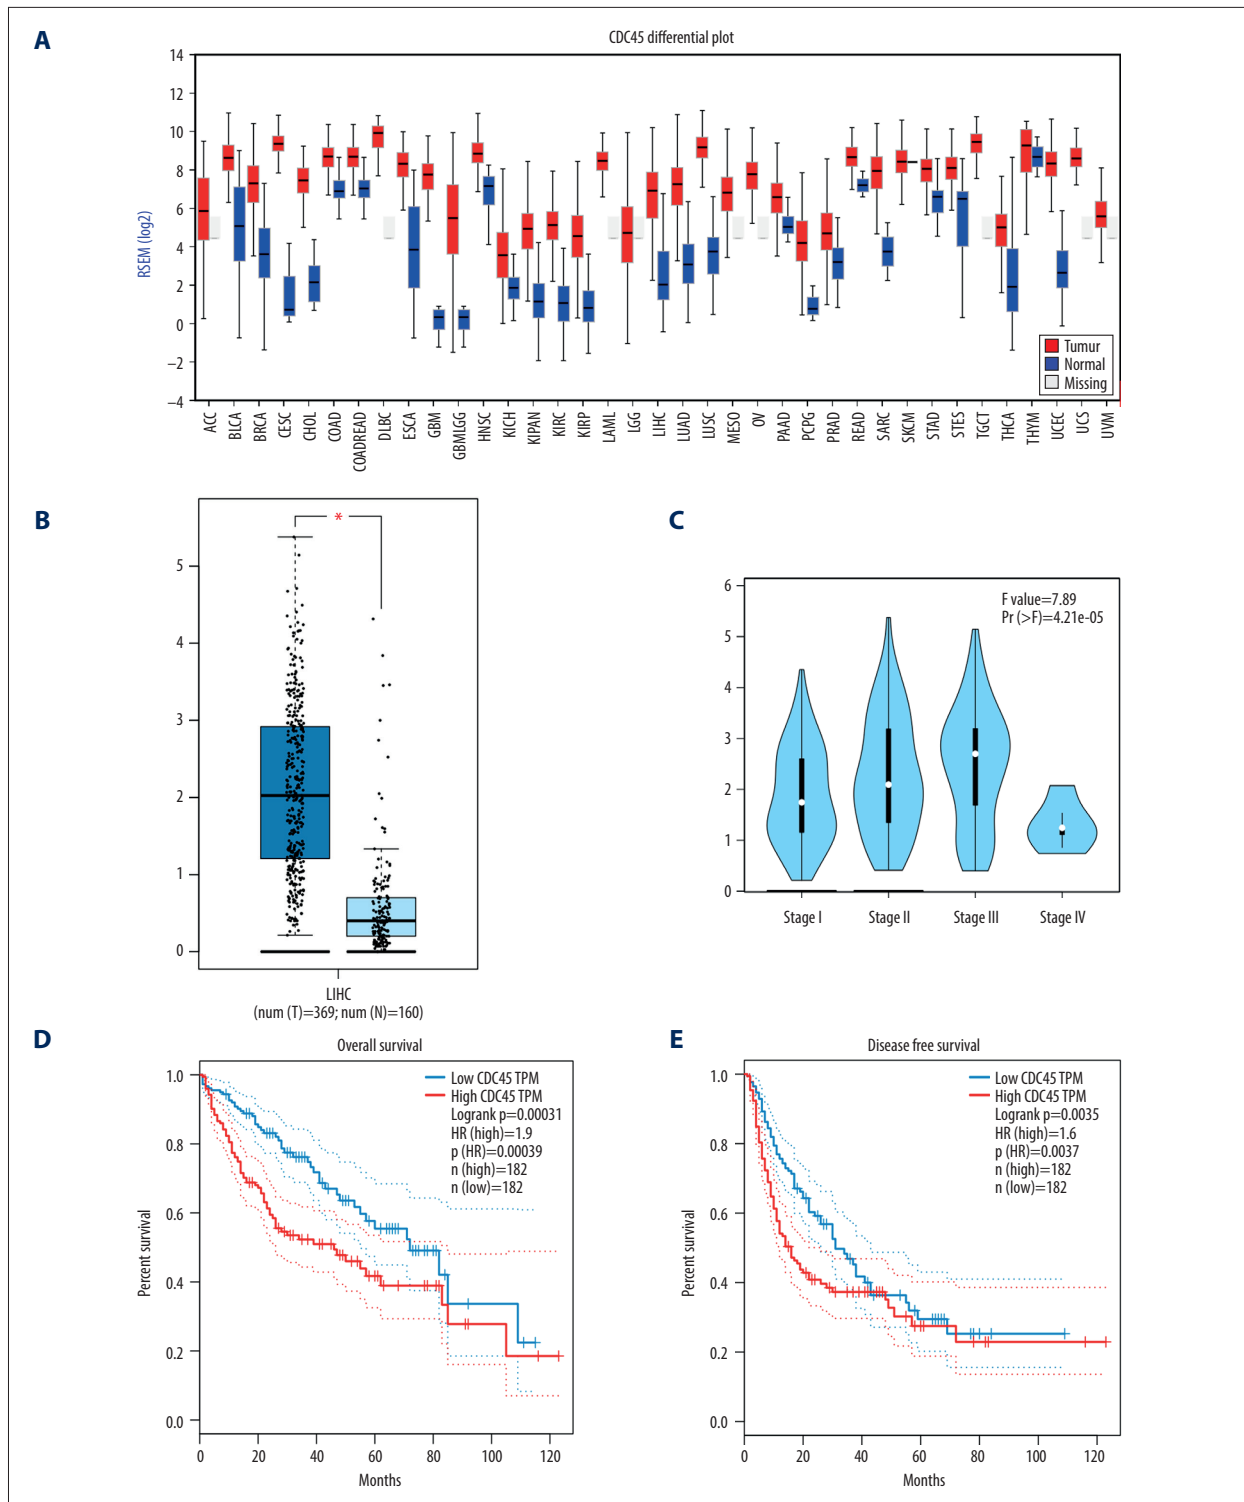 A
CDC45 differential plot
RSEM (log2)
14
12
10
8
6
4
2
0
−2
−4
Tumur
Normal
Missing
ACC
BLCA
BRCA
CESC
CHOL
COAD
COADREAD
DLBC
ESCA
GBM
GBMLGG
HNSC
KICH
KIPAN
KIRC
KIRP
LAML
LGG
LIHC
LUAD
LUSC
MESO
OV
PAAD
PCPG
PRAD
READ
SARC
SKCM
STAD
STES
TGCT
THCA
THYM
UCEC
UCS
UVM
B
*
5
4
3
2
1
0
LIHC
(num (T)=369; num (N)=160)
C
6
5
4
3
2
1
0
F value=7.89
Pr (>F)=4.21e-05
Stage I
Stage II
Stage III
Stage IV
D
Overall survival
Percent survival
1.0
0.8
0.6
0.4
0.2
0.0
Low CDC45 TPM
High CDC45 TPM
Logrank p=0.00031
HR (high)=1.9
p (HR)=0.00039
n (high)=182
n (low)=182
0 20 40 60 80 100 120
Months
E
Disease free survival
Percent survival
1.0
0.8
0.6
0.4
0.2
0.0
Low CDC45 TPM
High CDC45 TPM
Logrank p=0.0035
HR (high)=1.6
p (HR)=0.0037
n (high)=182
n (low)=182
0 20 40 60 80 100 120
Months